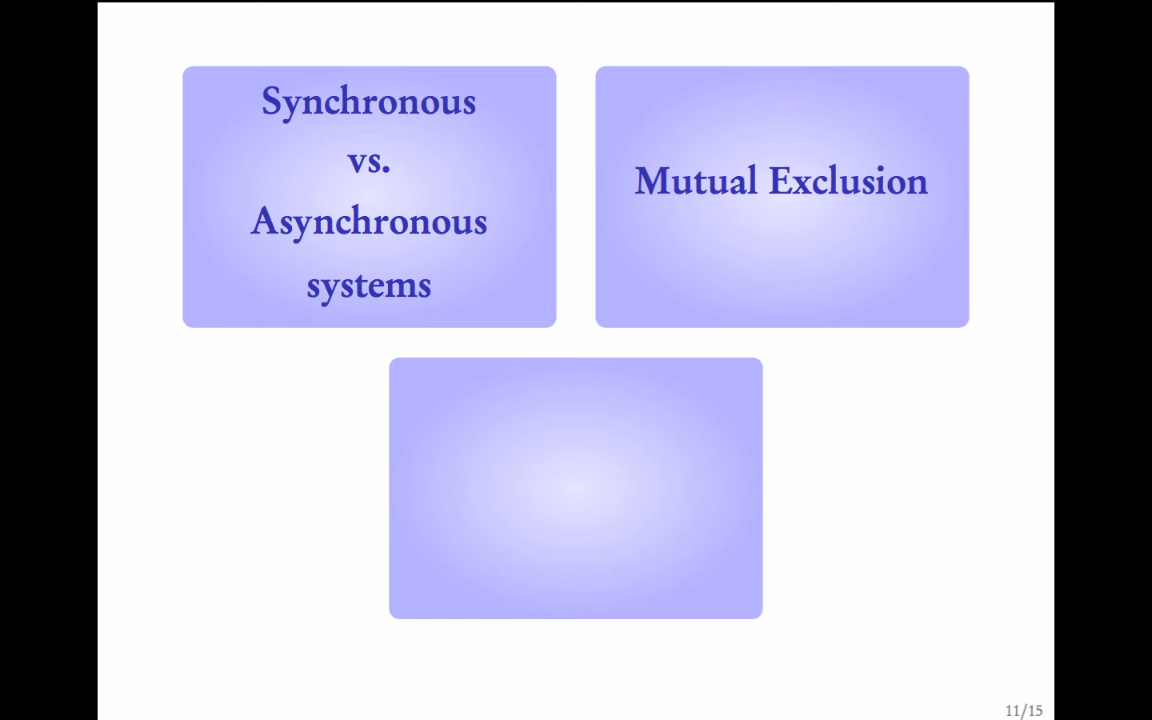 Synchronous
vs.
Asynchronous
systems
Mutual Exclusion
11/15